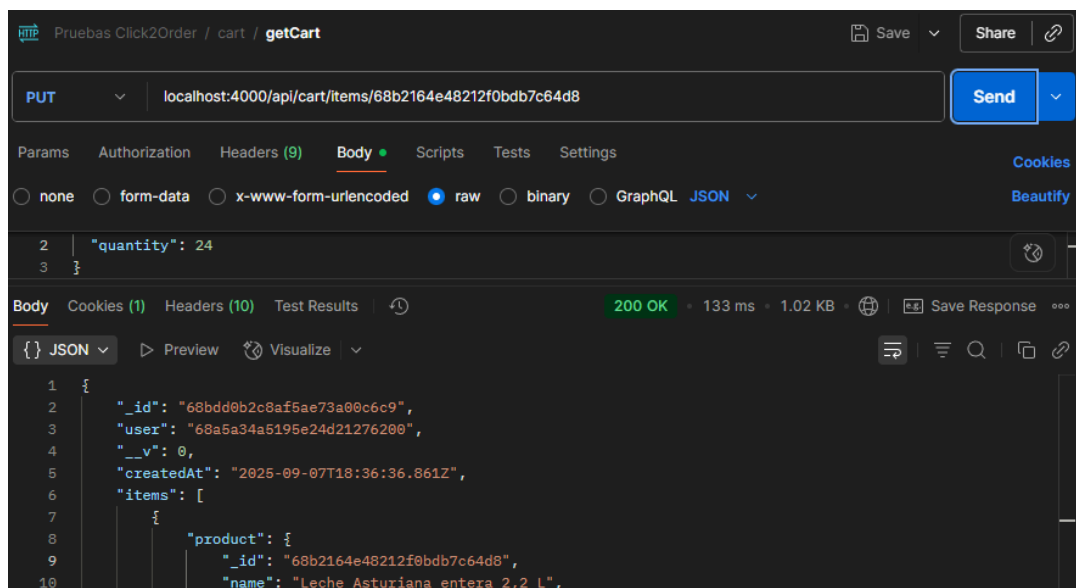 HTTP Pruebas Click2Order / cart / getCart Save Share
PUT localhost:4000/api/cart/items/68b2164e48212f0bdb7c64d8 Send
Params Authorization Headers (9) Body Scripts Tests Settings Cookies
none form-data x-www-form-urlencoded raw binary GraphQL JSON Beautify
2 "quantity": 24
3 }
Body Cookies (1) Headers (10) Test Results 200 OK • 133 ms • 1.02 KB • e.g. Save Response
{} JSON Preview Visualize
1 {
2 "_id": "68bdd0b2c8af5ae73a00c6c9",
3 "user": "68a5a34a5195e24d21276200",
4 "__v": 0,
5 "createdAt": "2025-09-07T18:36:36.861Z",
6 "items": [
7 {
8 "product": {
9 "_id": "68b2164e48212f0bdb7c64d8",
10 "name": "Leche Asturiana entera 2,2 L",